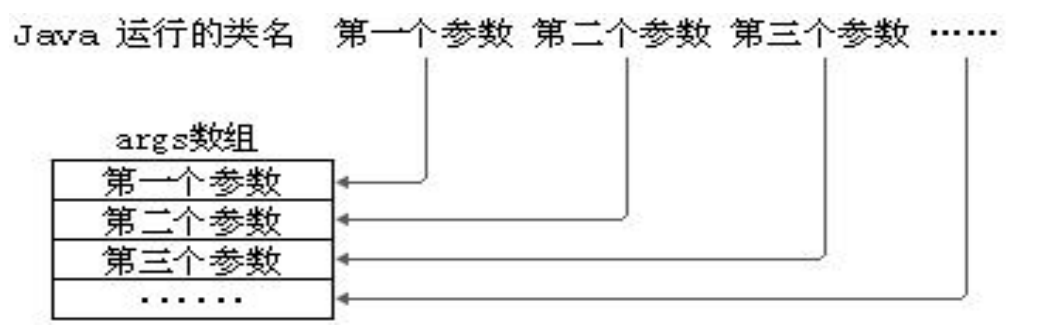 Java 运行的类名 第一个参数 第二个参数 第三个参数 ……
args数组
第一个参数
第二个参数
第三个参数
······